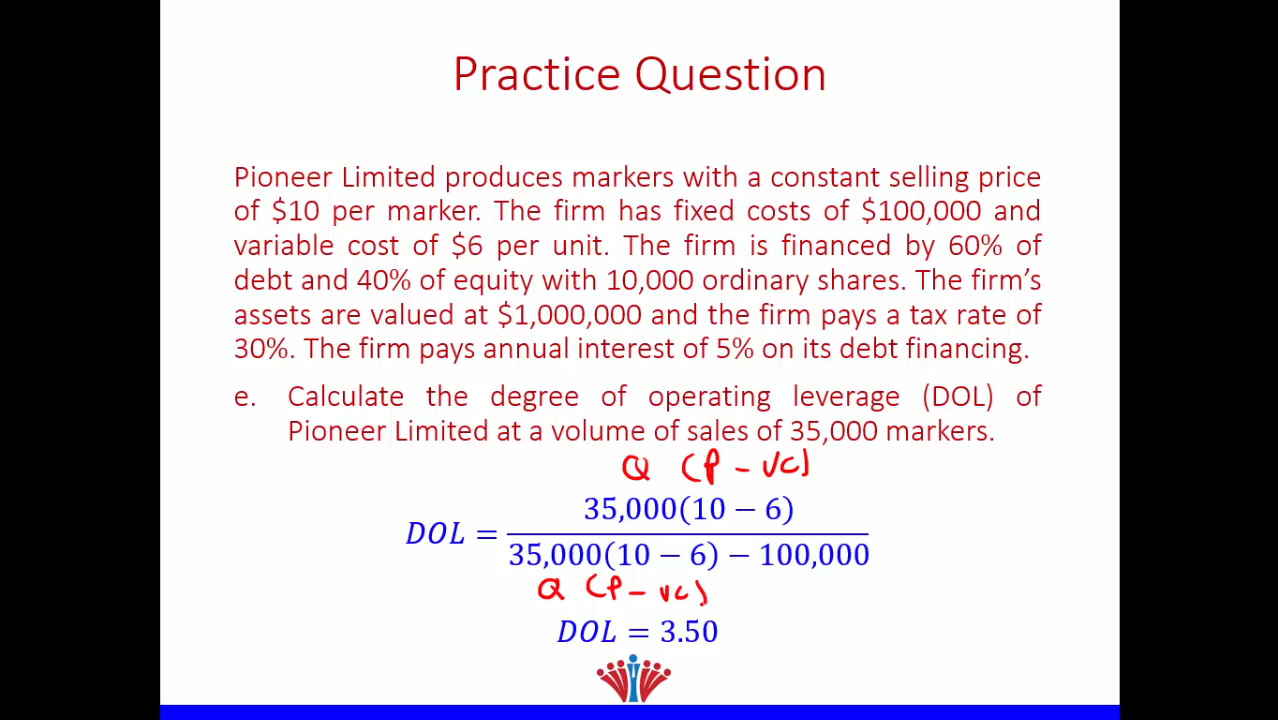 Practice Question
Pioneer Limited produces markers with a constant selling price
of $10 per marker. The firm has fixed costs of $100,000 and
variable cost of $6 per unit. The firm is financed by 60% of
debt and 40% of equity with 10,000 ordinary shares. The firm’s
assets are valued at $1,000,000 and the firm pays a tax rate of
30%. The firm pays annual interest of 5% on its debt financing.
e. Calculate the degree of operating leverage (DOL) of
Pioneer Limited at a volume of sales of 35,000 markers.
Q (P - VC)
35,000(10 − 6)
DOL =
35,000(10 − 6) − 100,000
Q (P - VC)
DOL = 3.50